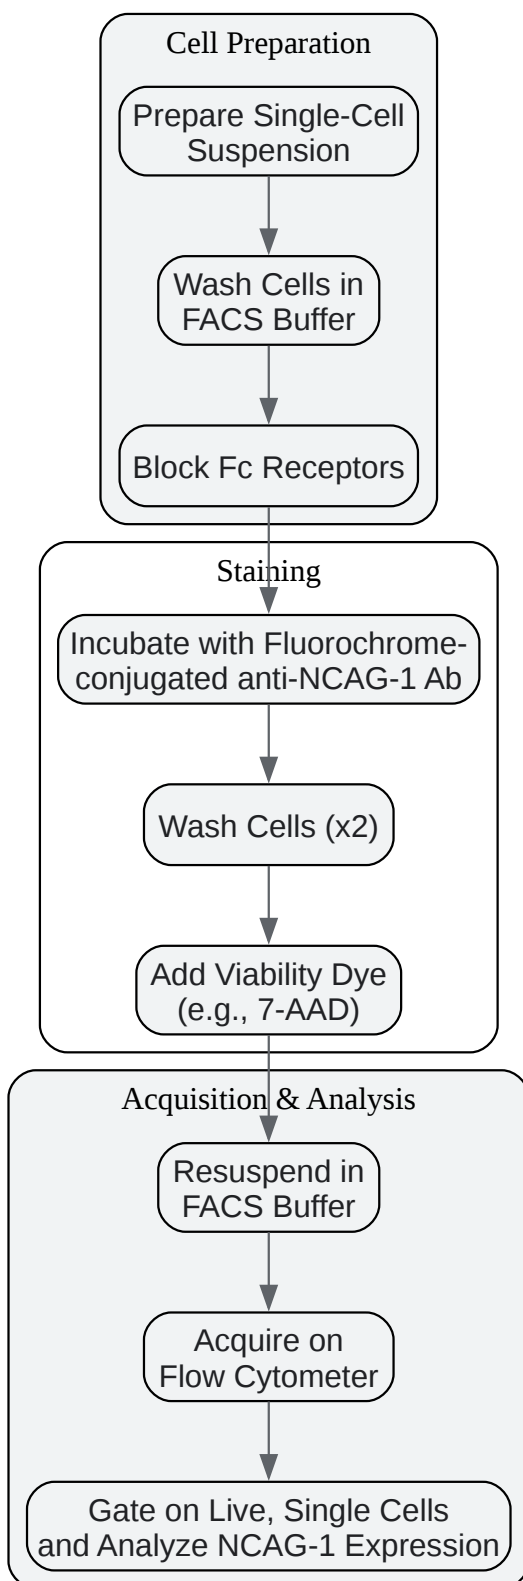 Cell Preparation
Prepare Single-Cell
Suspension
Wash Cells in
FACS Buffer
Block Fc Receptors
Staining
Incubate with Fluorochrome-
conjugated anti-NCAG-1 Ab
Wash Cells (x2)
Add Viability Dye
(e.g., 7-AAD)
Acquisition & Analysis
Resuspend in
FACS Buffer
Acquire on
Flow Cytometer
Gate on Live, Single Cells
and Analyze NCAG-1 Expression